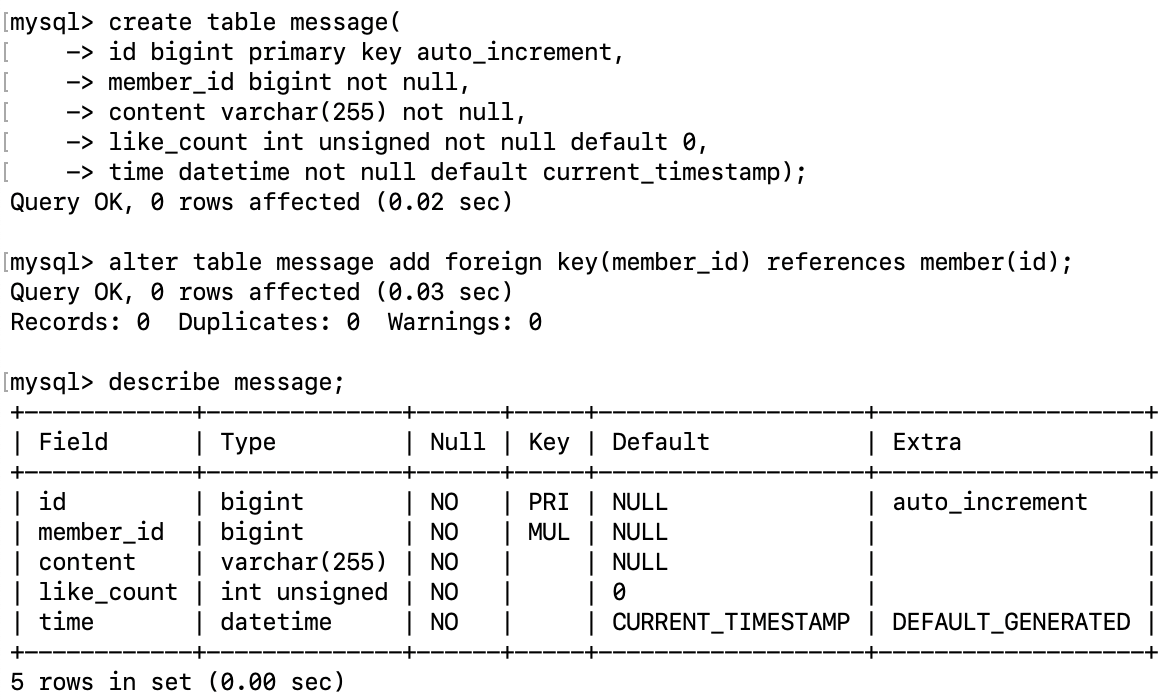 mysql> create table message(
    -> id bigint primary key auto_increment,
    -> member_id bigint not null,
    -> content varchar(255) not null,
    -> like_count int unsigned not null default 0,
    -> time datetime not null default current_timestamp);
Query OK, 0 rows affected (0.02 sec)

mysql> alter table message add foreign key(member_id) references member(id);
Query OK, 0 rows affected (0.03 sec)
Records: 0  Duplicates: 0  Warnings: 0

mysql> describe message;
+------------+--------------+------+-----+-------------------+-------------------+
| Field      | Type         | Null | Key | Default           | Extra             |
+------------+--------------+------+-----+-------------------+-------------------+
| id         | bigint       | NO   | PRI | NULL              | auto_increment    |
| member_id  | bigint       | NO   | MUL | NULL              |                   |
| content    | varchar(255) | NO   |     | NULL              |                   |
| like_count | int unsigned | NO   |     | 0                 |                   |
| time       | datetime     | NO   |     | CURRENT_TIMESTAMP | DEFAULT_GENERATED |
+------------+--------------+------+-----+-------------------+-------------------+
5 rows in set (0.00 sec)